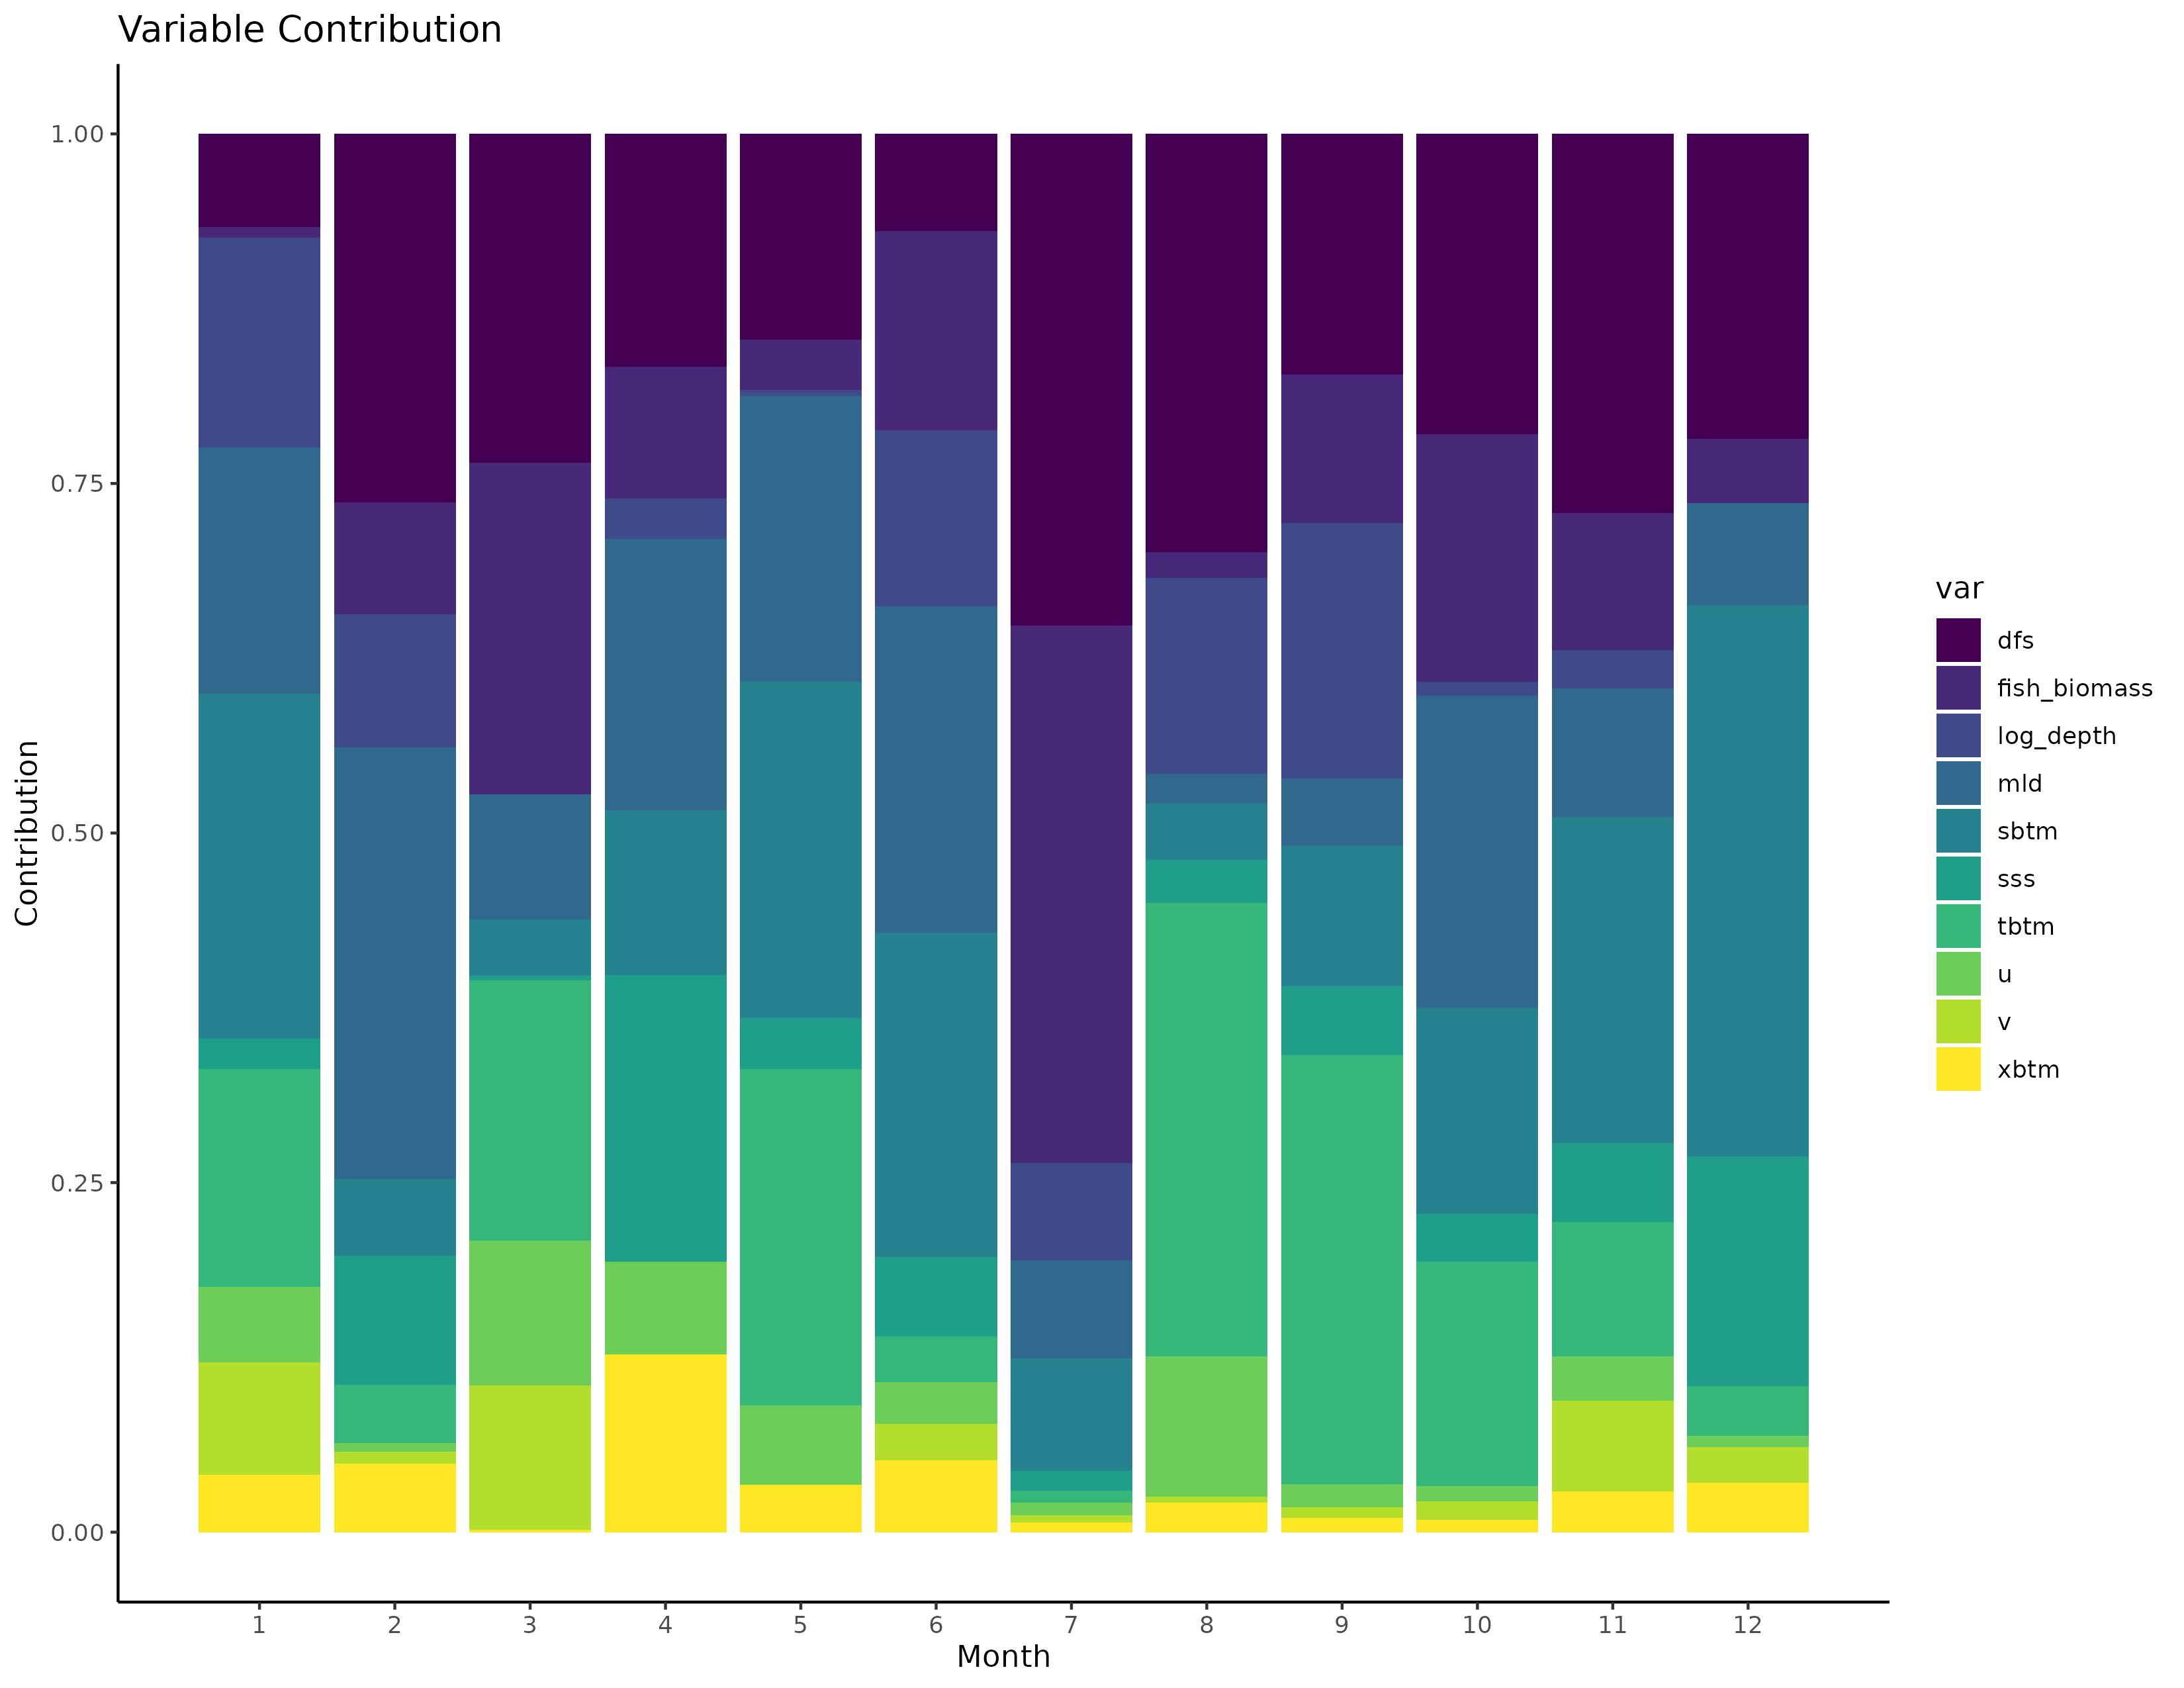 Variable Contribution
1.00
0.75
0.50
0.25
0.00
Contribution
1 2 3 4 5 6 7 8 9 10 11 12
Month
var
dfs
fish_biomass
log_depth
mld
sbtm
sss
tbtm
u
v
xbtm